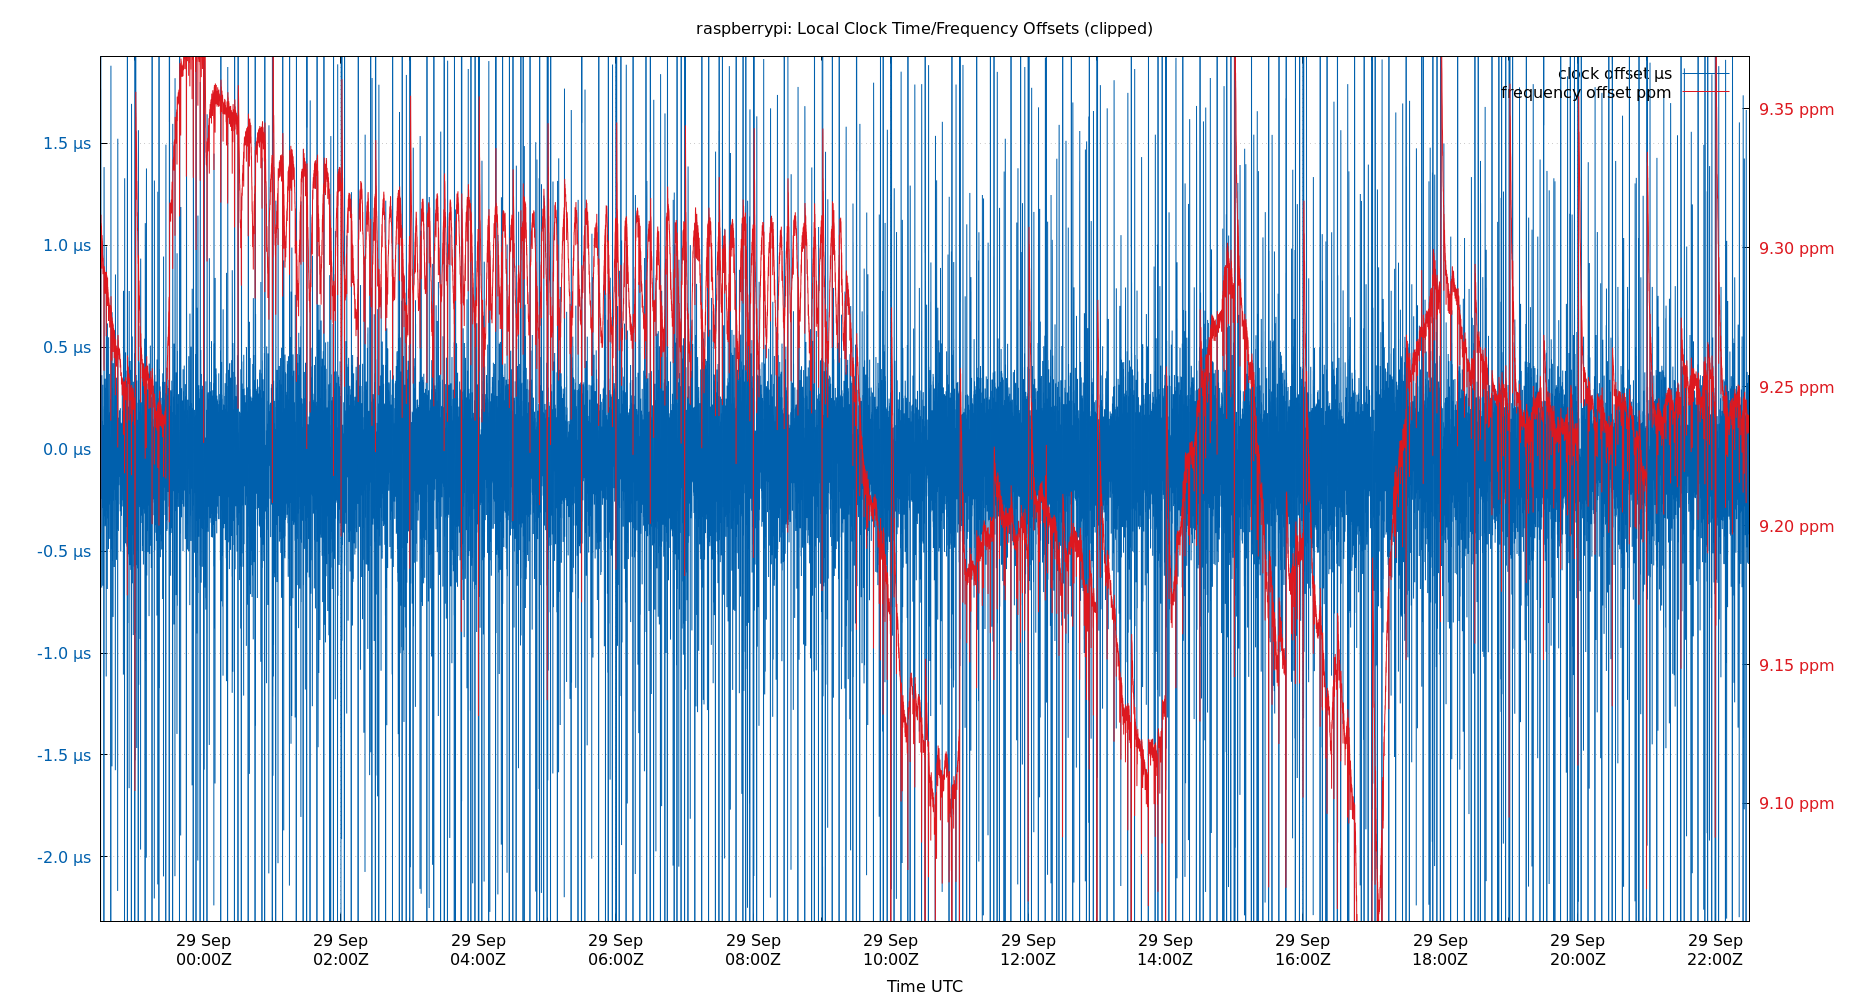 raspberrypi: Local Clock Time/Frequency Offsets (clipped)
clock offset µs
frequency offset ppm
1.5 µs
1.0 µs
0.5 µs
0.0 µs
-0.5 µs
-1.0 µs
-1.5 µs
-2.0 µs
9.35 ppm
9.30 ppm
9.25 ppm
9.20 ppm
9.15 ppm
9.10 ppm
29 Sep 29 Sep 29 Sep 29 Sep 29 Sep 29 Sep 29 Sep 29 Sep 29 Sep 29 Sep 29 Sep 29 Sep
00:00Z 02:00Z 04:00Z 06:00Z 08:00Z 10:00Z 12:00Z 14:00Z 16:00Z 18:00Z 20:00Z 22:00Z
Time UTC